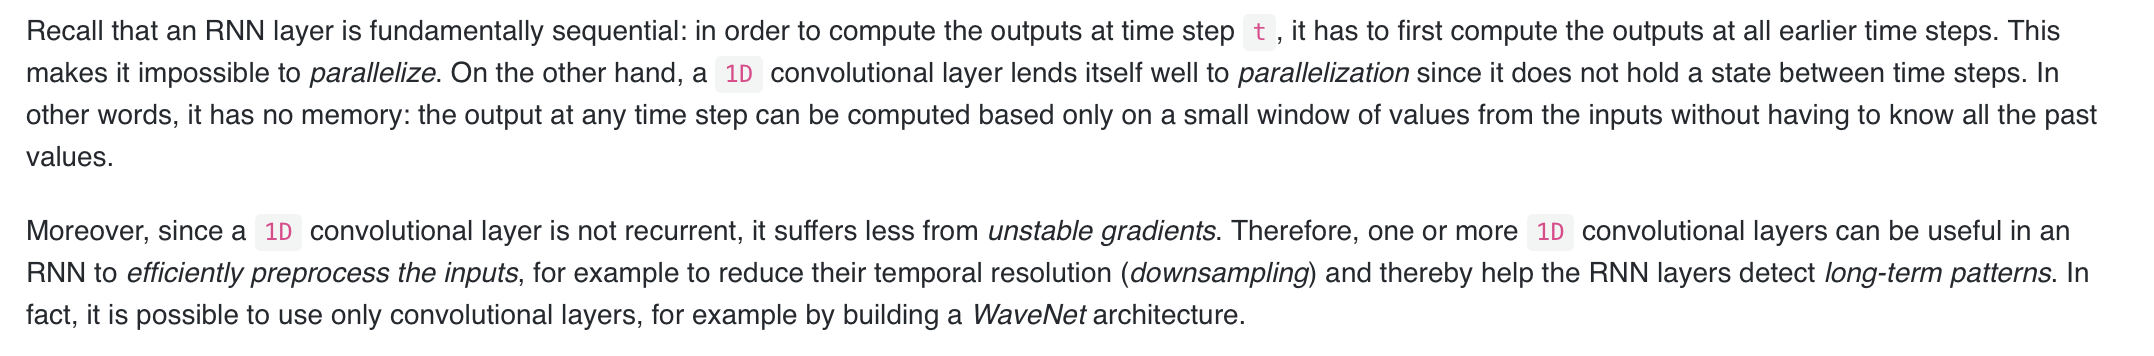 Recall that an RNN layer is fundamentally sequential: in order to compute the outputs at time step t, it has to first compute the outputs at all earlier time steps. This
makes it impossible to parallelize. On the other hand, a 1D convolutional layer lends itself well to parallelization since it does not hold a state between time steps. In
other words, it has no memory: the output at any time step can be computed based only on a small window of values from the inputs without having to know all the past
values.
Moreover, since a 1D convolutional layer is not recurrent, it suffers less from unstable gradients. Therefore, one or more 1D convolutional layers can be useful in an
RNN to efficiently preprocess the inputs, for example to reduce their temporal resolution (downsampling) and thereby help the RNN layers detect long-term patterns. In
fact, it is possible to use only convolutional layers, for example by building a WaveNet architecture.